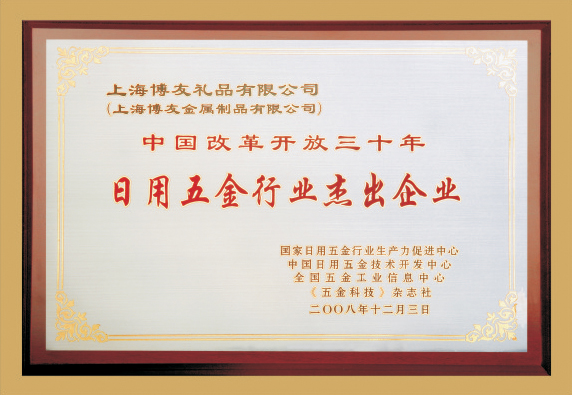 上海博友礼品有限公司
(上海博友金属制品有限公司)
中国改革开放三十年
日用五金行业杰出企业
国家日用五金行业生产力促进中心
中国日用五金技术开发中心
全国五金工业信息中心
《五金科技》杂志社
二〇〇八年十二月三日